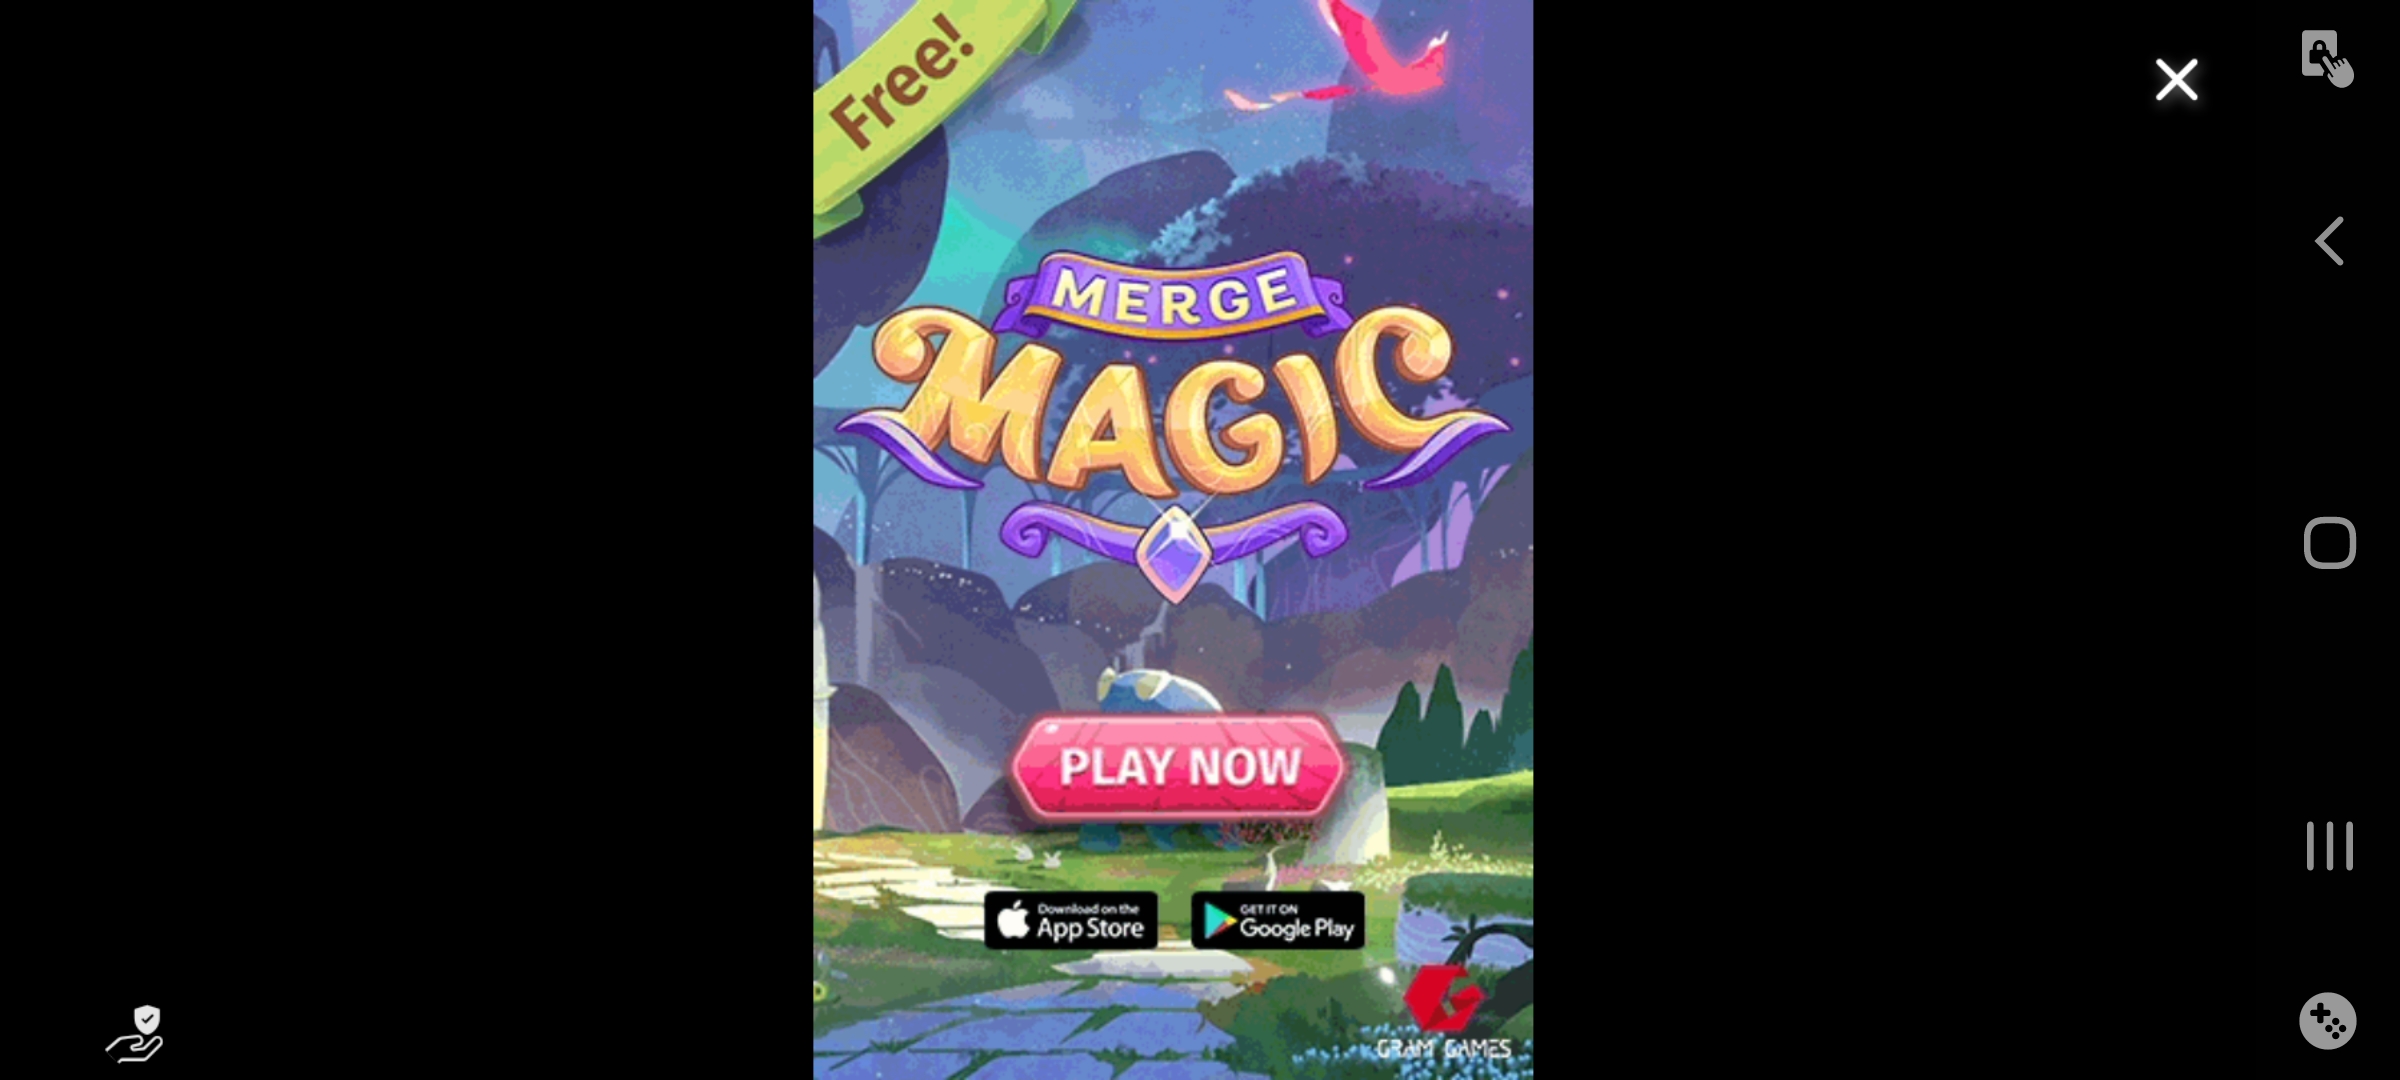 Free!
MERGE
MAGIC
PLAY NOW
Download on the
App Store
GET IT ON
Google Play
GRAM GAMES